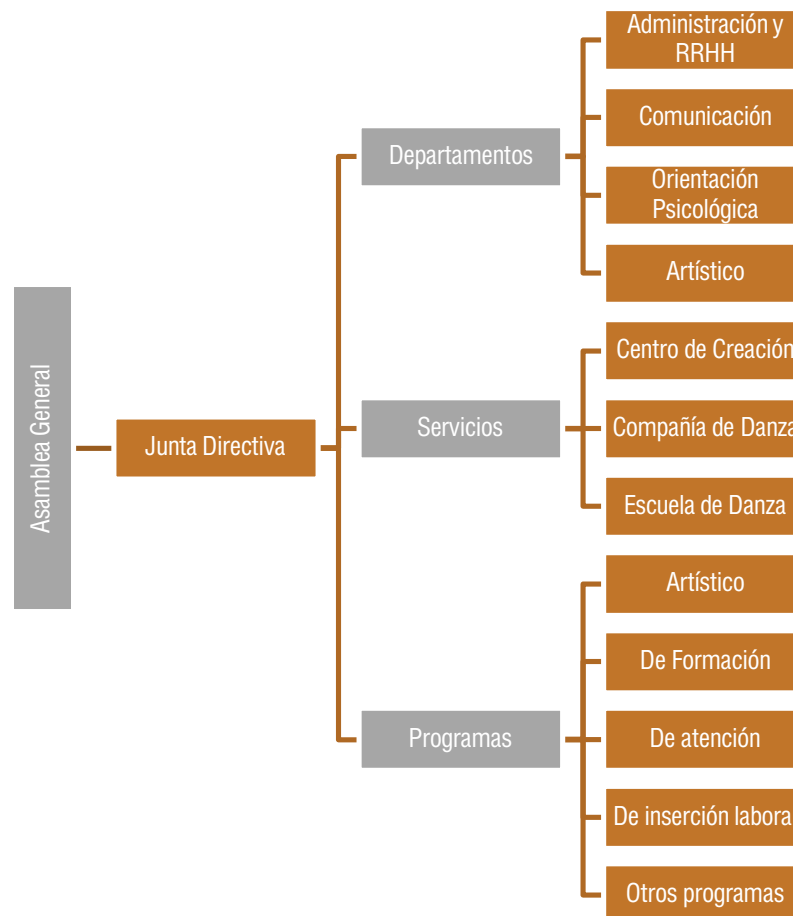 Asamblea General
Junta Directiva
Departamentos
Administración y
RRHH
Comunicación
Orientación
Psicológica
Artístico
Servicios
Centro de Creación
Compañía de Danza
Escuela de Danza
Programas
Artístico
De Formación
De atención
De inserción labora
Otros programas